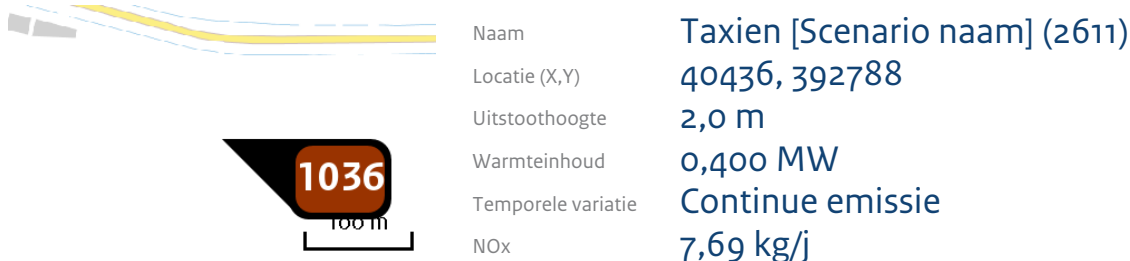 Naam Taxien [Scenario naam] (2611)
Locatie (X,Y) 40436, 392788
Uitstoothoogte 2,0 m
Warmteinhoud 0,400 MW
Temporele variatie Continue emissie
NOx 7,69 kg/j
1036
100 m